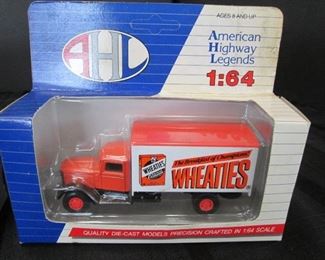 AGES 8 AND-UP
AHL
American
Highway
Legends
1:64
The Breakfast of Champions
WHEATIES
WHEATIES
QUALITY DIE-CAST MODELS PRECISION CRAFTED IN 1:64 SCALE